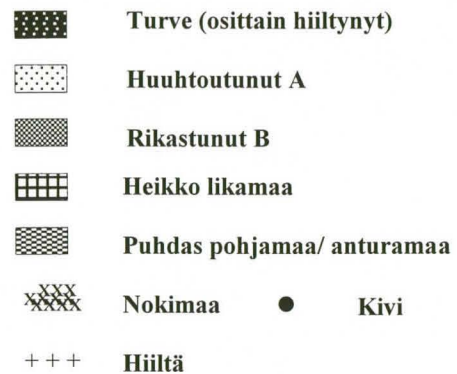 Turve (osittain hiiltynyt)
Huuhtoutunut A
Rikastunut B
Heikko likamaa
Puhdas pohjamaa/ anturamaa
Nokimaa Kivi
+ + + Hiiltä